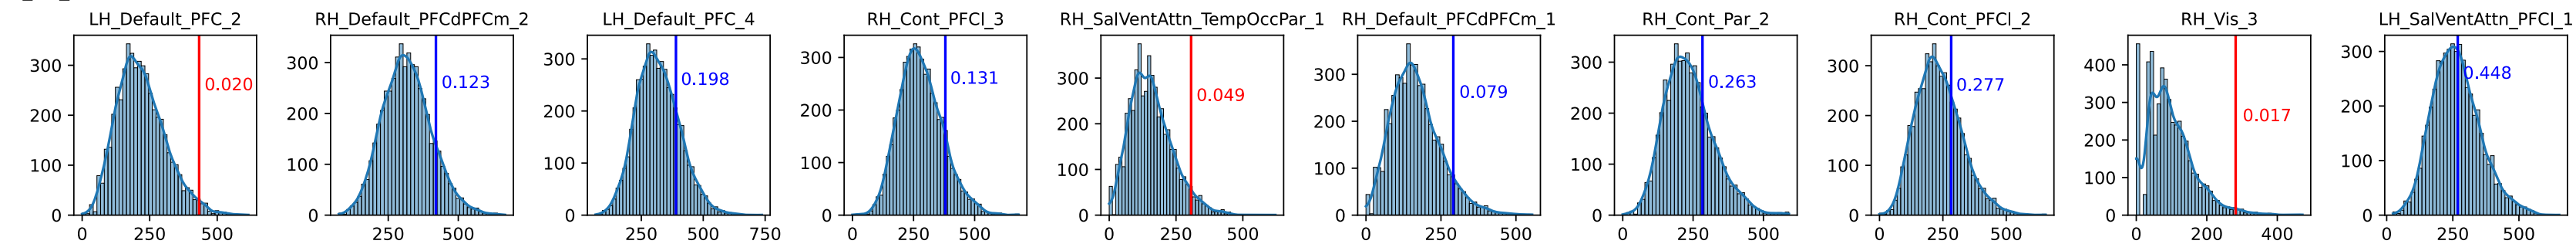 LH_Default_PFC_2
0.020
300
200
100
0
0 250 500
RH_Default_PFCdPFCm_2
0.123
300
200
100
0
250 500
LH_Default_PFC_4
0.198
300
200
100
0
250 500 750
RH_Cont_PFCl_3
0.131
300
200
100
0
0 250 500
RH_SalVentAttn_TempOccPar_1
0.049
300
200
100
0
0 250 500
RH_Default_PFCdPFCm_1
0.079
300
200
100
0
0 250 500
RH_Cont_Par_2
0.263
300
200
100
0
0 250 500
RH_Cont_PFCl_2
0.277
300
200
100
0
0 250 500
RH_Vis_3
0.017
400
300
200
100
0
0 200 400
LH_SalVentAttn_PFCl_1
0.448
300
200
100
0
0 250 500